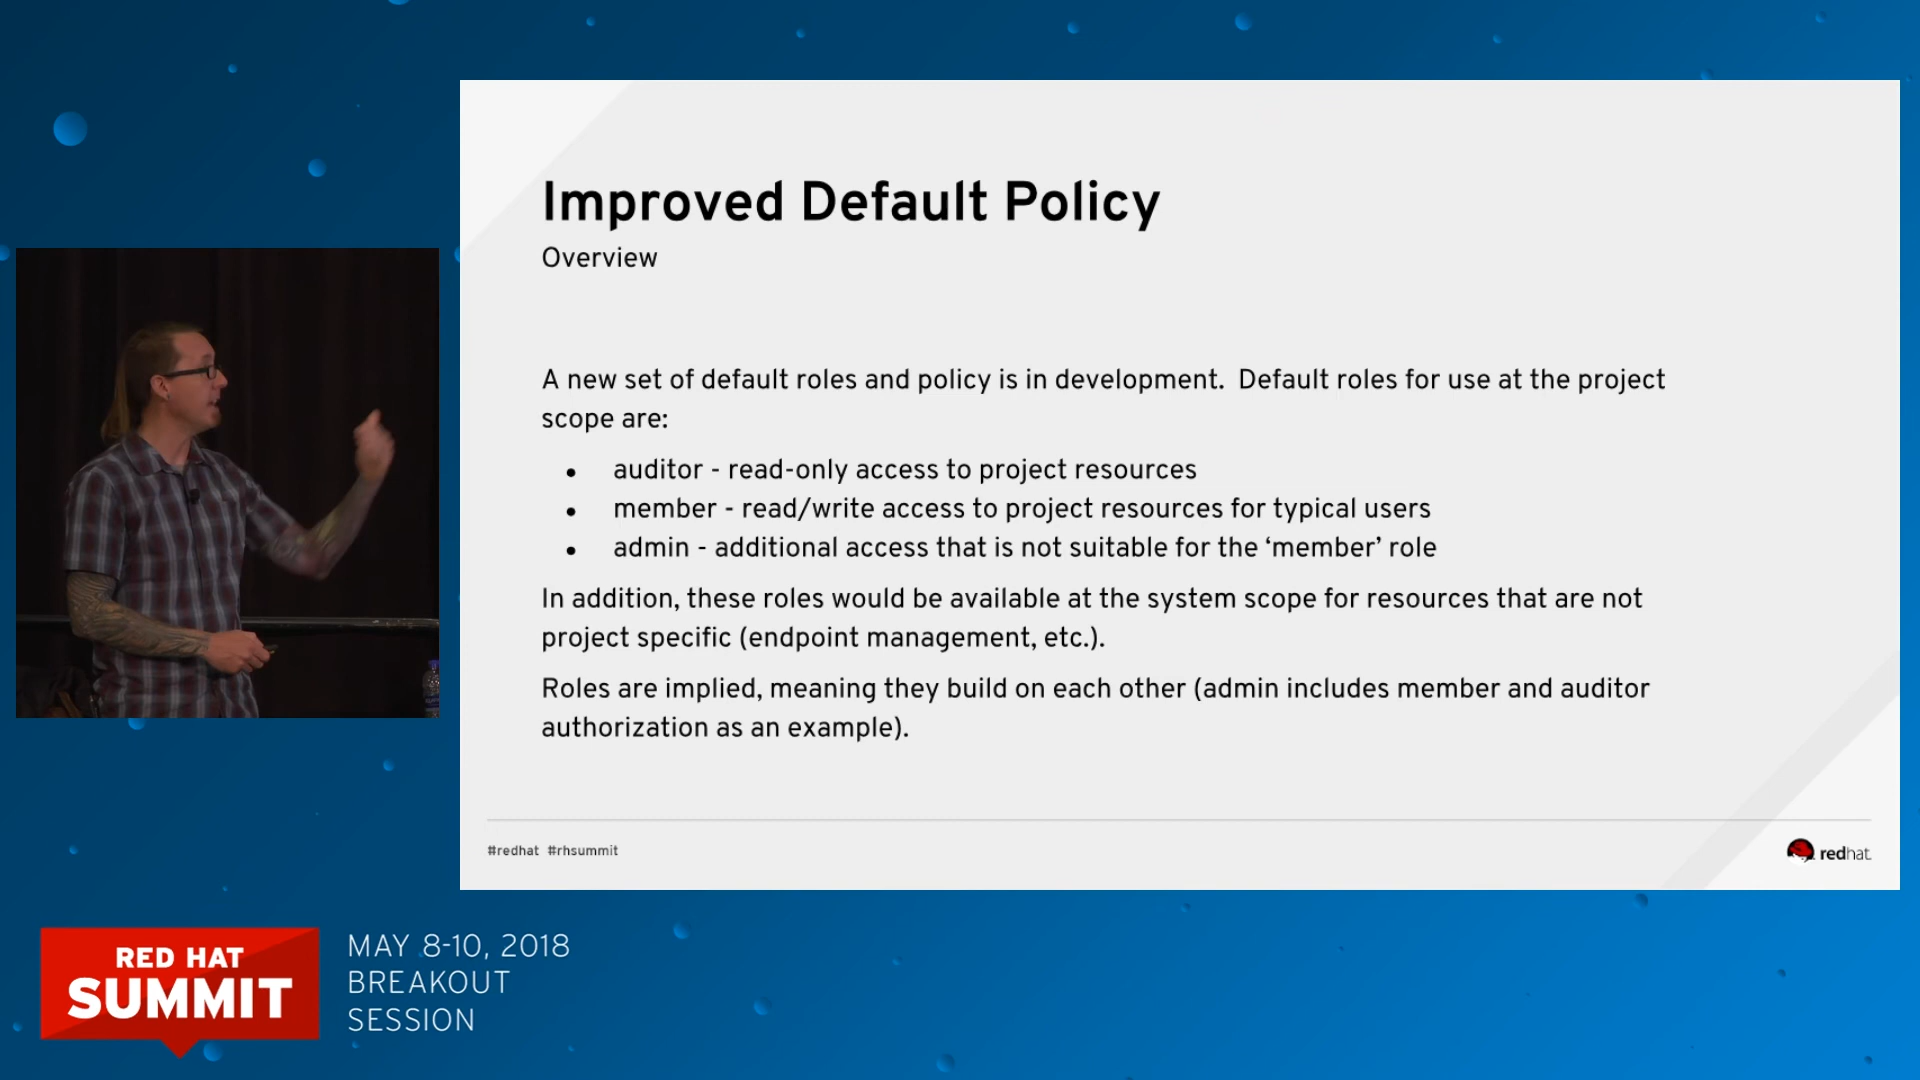 Improved Default Policy
Overview
A new set of default roles and policy is in development.  Default roles for use at the project
scope are:
● auditor - read-only access to project resources
● member - read/write access to project resources for typical users
● admin - additional access that is not suitable for the ‘member’ role
In addition, these roles would be available at the system scope for resources that are not
project specific (endpoint management, etc.).
Roles are implied, meaning they build on each other (admin includes member and auditor
authorization as an example).
#redhat #rhsummit
redhat.
RED HAT
SUMMIT
MAY 8-10, 2018
BREAKOUT
SESSION